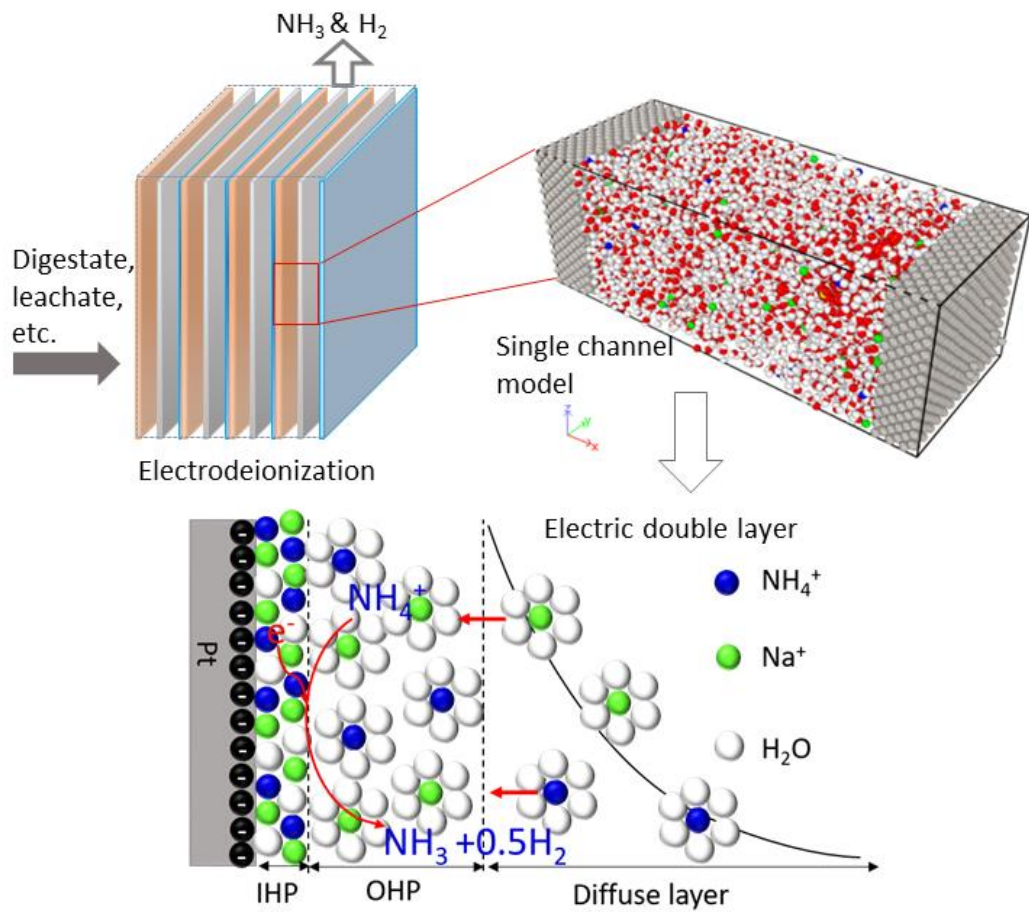 NH₃ & H₂
Digestate,
leachate,
etc.
Electrodeionization
Single channel
model
z
y
x
Electric double layer
NH₄⁺
Na⁺
H₂O
Pt
e⁻
NH₄⁺
NH₃ +0.5H₂
IHP
OHP
Diffuse layer